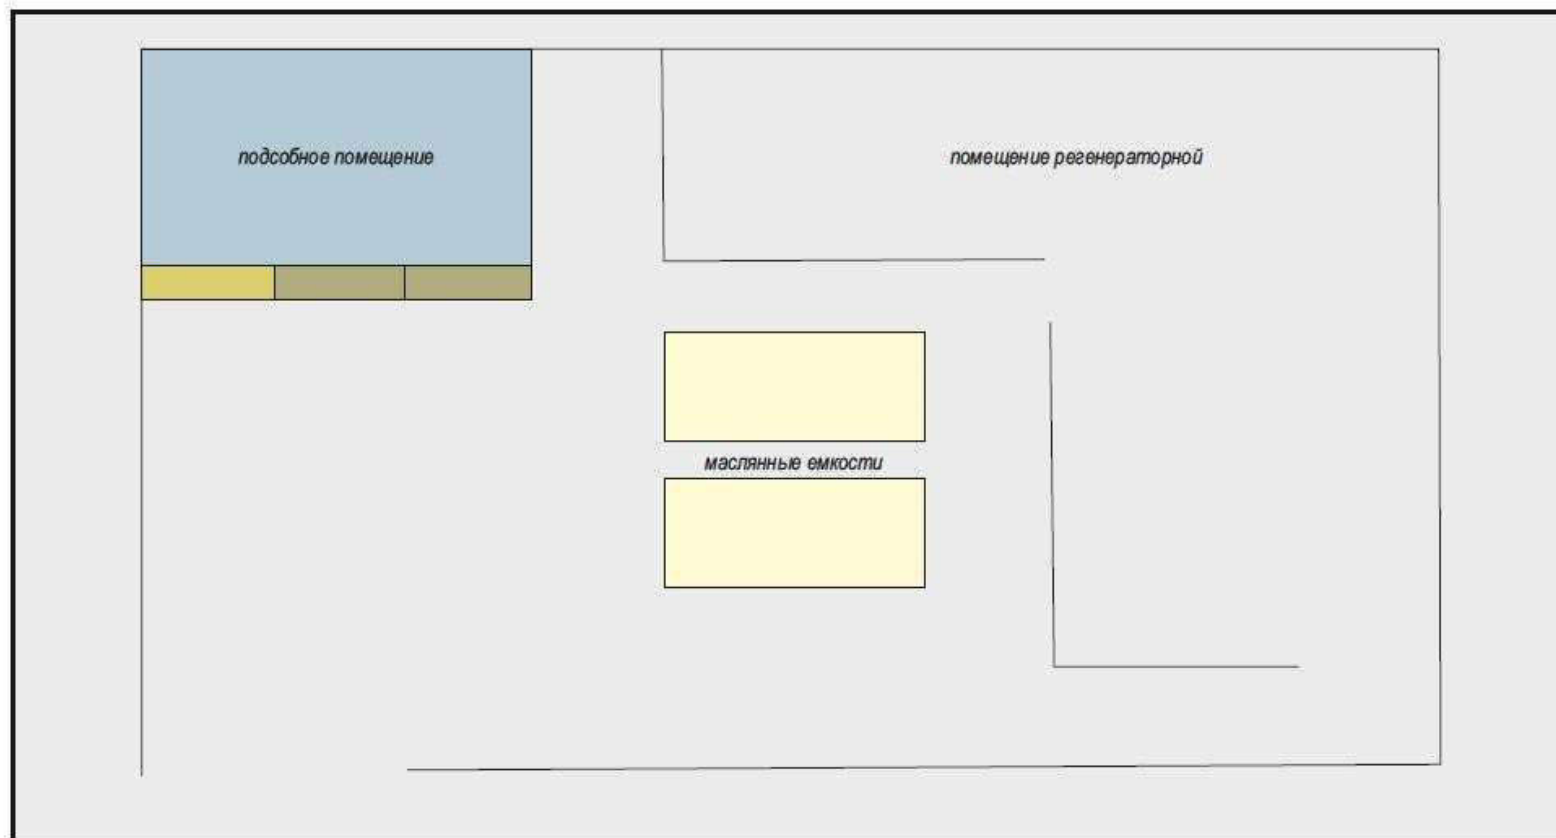 подсобное помещение
помещение регенераторной
маслянные емкости